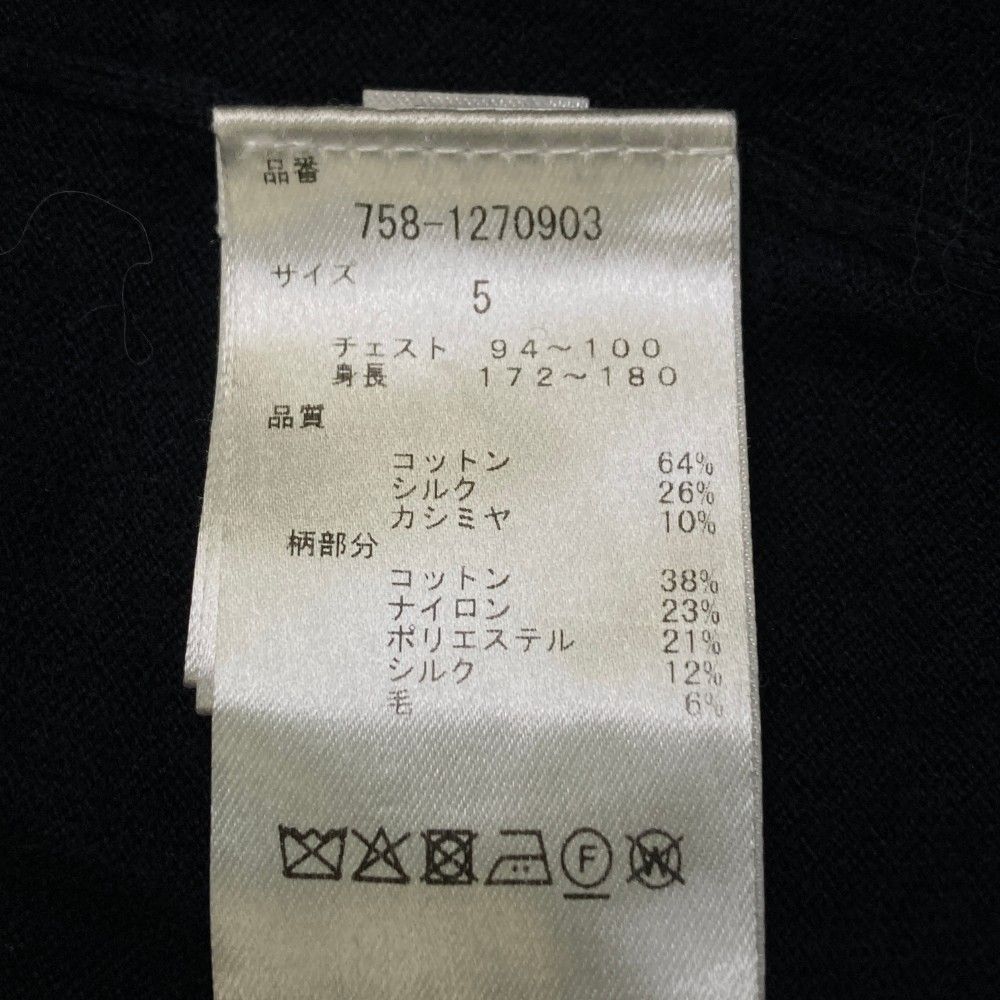 品番
758-1270903
サイズ
5
チェスト 94～100
身長 172～180
品質
コットン 64%
シルク 26%
カシミヤ 10%
柄部分
コットン 38%
ナイロン 23%
ポリエステル 21%
シルク 12%
毛 6%
F W